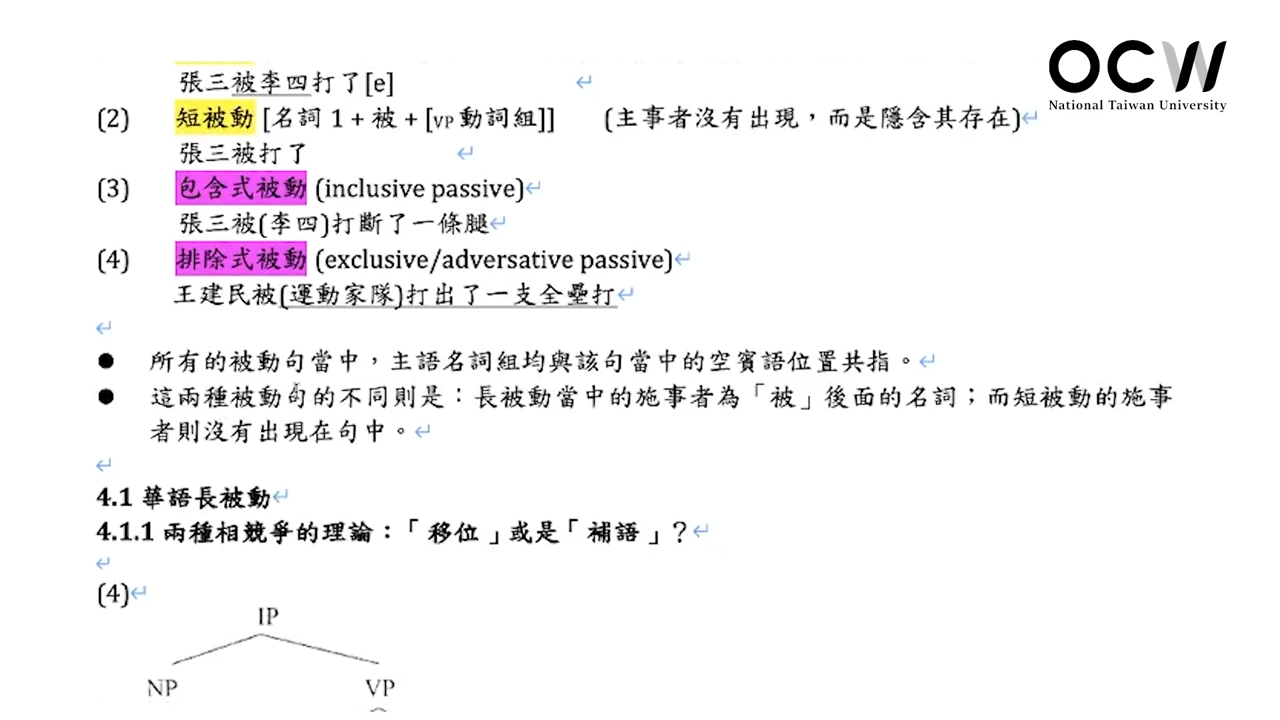 OCW
National Taiwan University
張三被李四打了[e]
(2) 短被動 [名詞 1 + 被 + [VP 動詞組]] (主事者沒有出現，而是隱含其存在)
張三被打了
(3) 包含式被動 (inclusive passive)
張三被(李四)打斷了一條腿
(4) 排除式被動 (exclusive/adversative passive)
王建民被(運動家隊)打出了一支全壘打
● 所有的被動句當中，主語名詞組均與該句當中的空賓語位置共指。
● 這兩種被動句的不同則是：長被動當中的施事者為「被」後面的名詞；而短被動的施事
者則沒有出現在句中。
4.1 華語長被動
4.1.1 兩種相競爭的理論：「移位」或是「補語」？
(4)
IP
NP VP